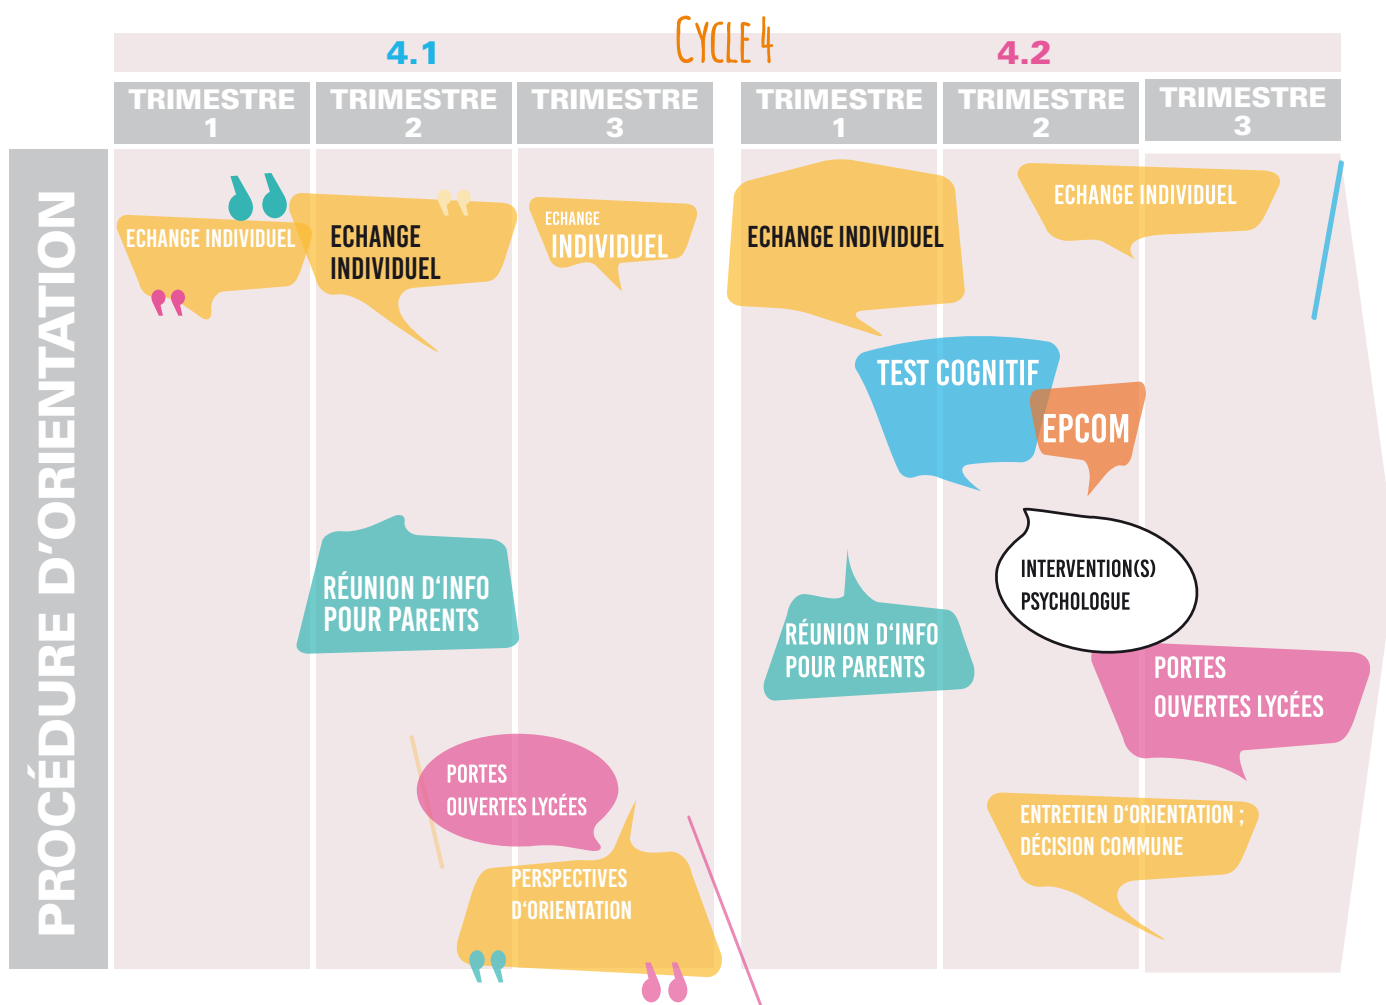 CYCLE 4
4.1
4.2
TRIMESTRE
1
TRIMESTRE
2
TRIMESTRE
3
TRIMESTRE
1
TRIMESTRE
2
TRIMESTRE
3
PROCÉDURE D'ORIENTATION
ECHANGE INDIVIDUEL
ECHANGE
INDIVIDUEL
ECHANGE
INDIVIDUEL
ECHANGE INDIVIDUEL
ECHANGE INDIVIDUEL
TEST COGNITIF
EPCOM
RÉUNION D'INFO
POUR PARENTS
INTERVENTION(S)
PSYCHOLOGUE
RÉUNION D'INFO
POUR PARENTS
PORTES
OUVERTES LYCÉES
PORTES
OUVERTES LYCÉES
ENTRETIEN D'ORIENTATION ;
DÉCISION COMMUNE
PERSPECTIVES
D'ORIENTATION